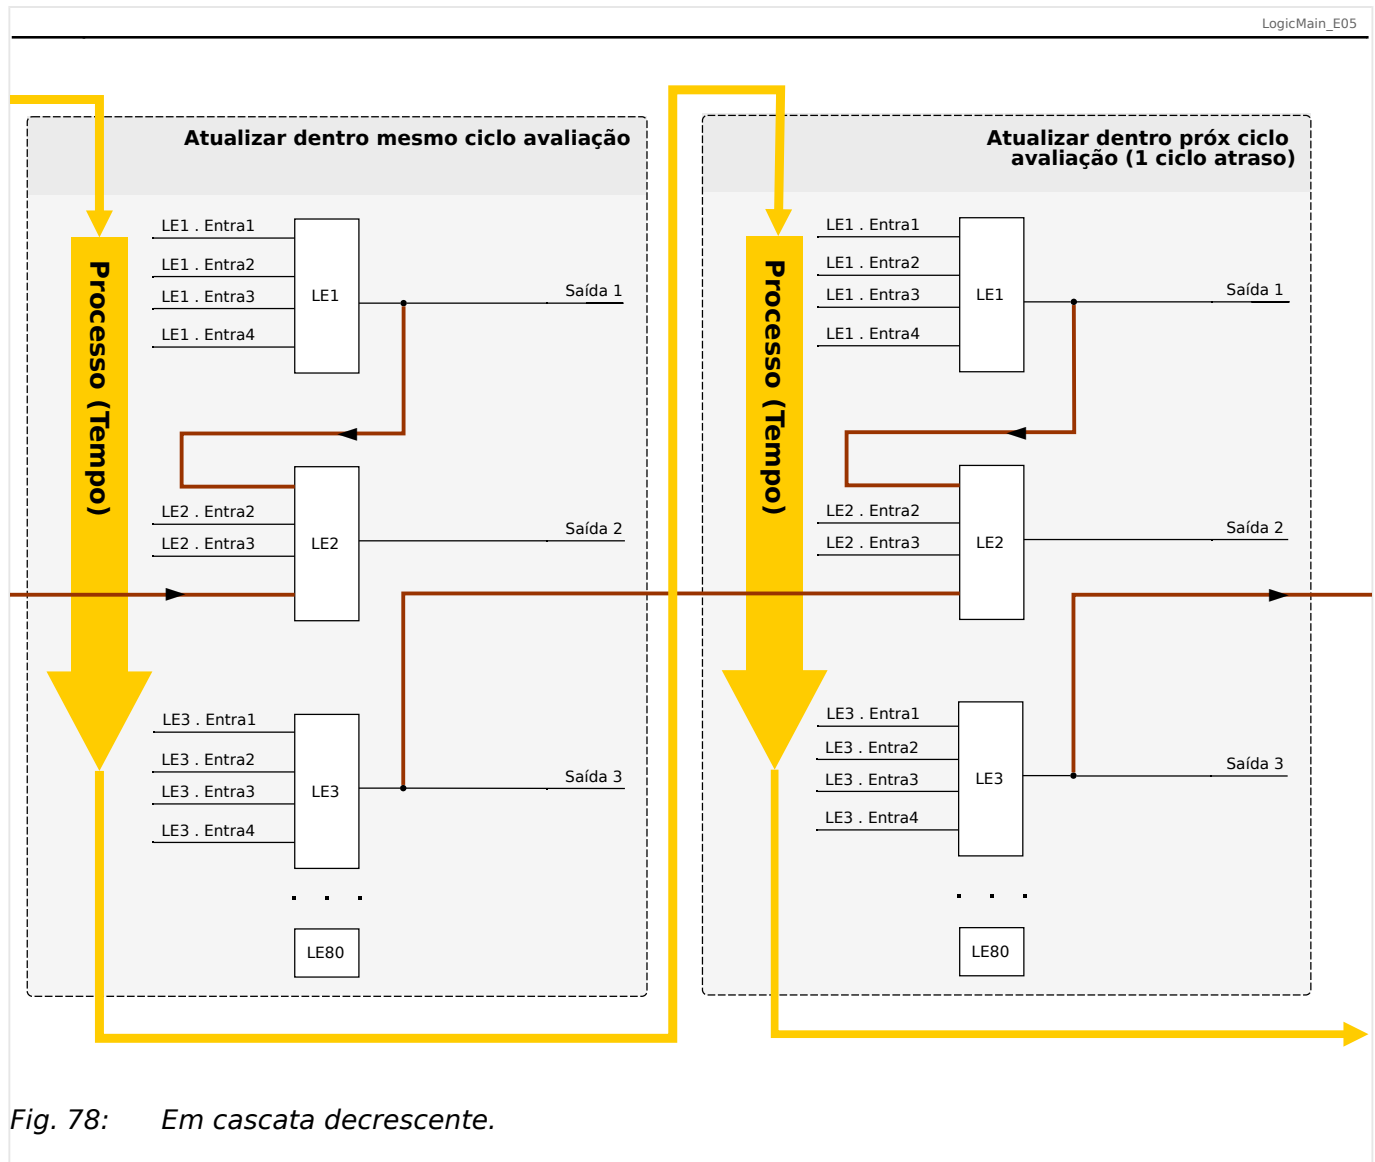 LogicMain_E05
Atualizar dentro mesmo ciclo avaliação
Processo (Tempo)
LE1 . Entra1
LE1 . Entra2
LE1 . Entra3
LE1 . Entra4
LE1
Saída 1
LE2 . Entra2
LE2 . Entra3
LE2
Saída 2
LE3 . Entra1
LE3 . Entra2
LE3 . Entra3
LE3 . Entra4
LE3
Saída 3
. . .
LE80
Atualizar dentro próx ciclo
avaliação (1 ciclo atraso)
Processo (Tempo)
LE1 . Entra1
LE1 . Entra2
LE1 . Entra3
LE1 . Entra4
LE1
Saída 1
LE2 . Entra2
LE2 . Entra3
LE2
Saída 2
LE3 . Entra1
LE3 . Entra2
LE3 . Entra3
LE3 . Entra4
LE3
Saída 3
. . .
LE80
Fig. 78: Em cascata decrescente.